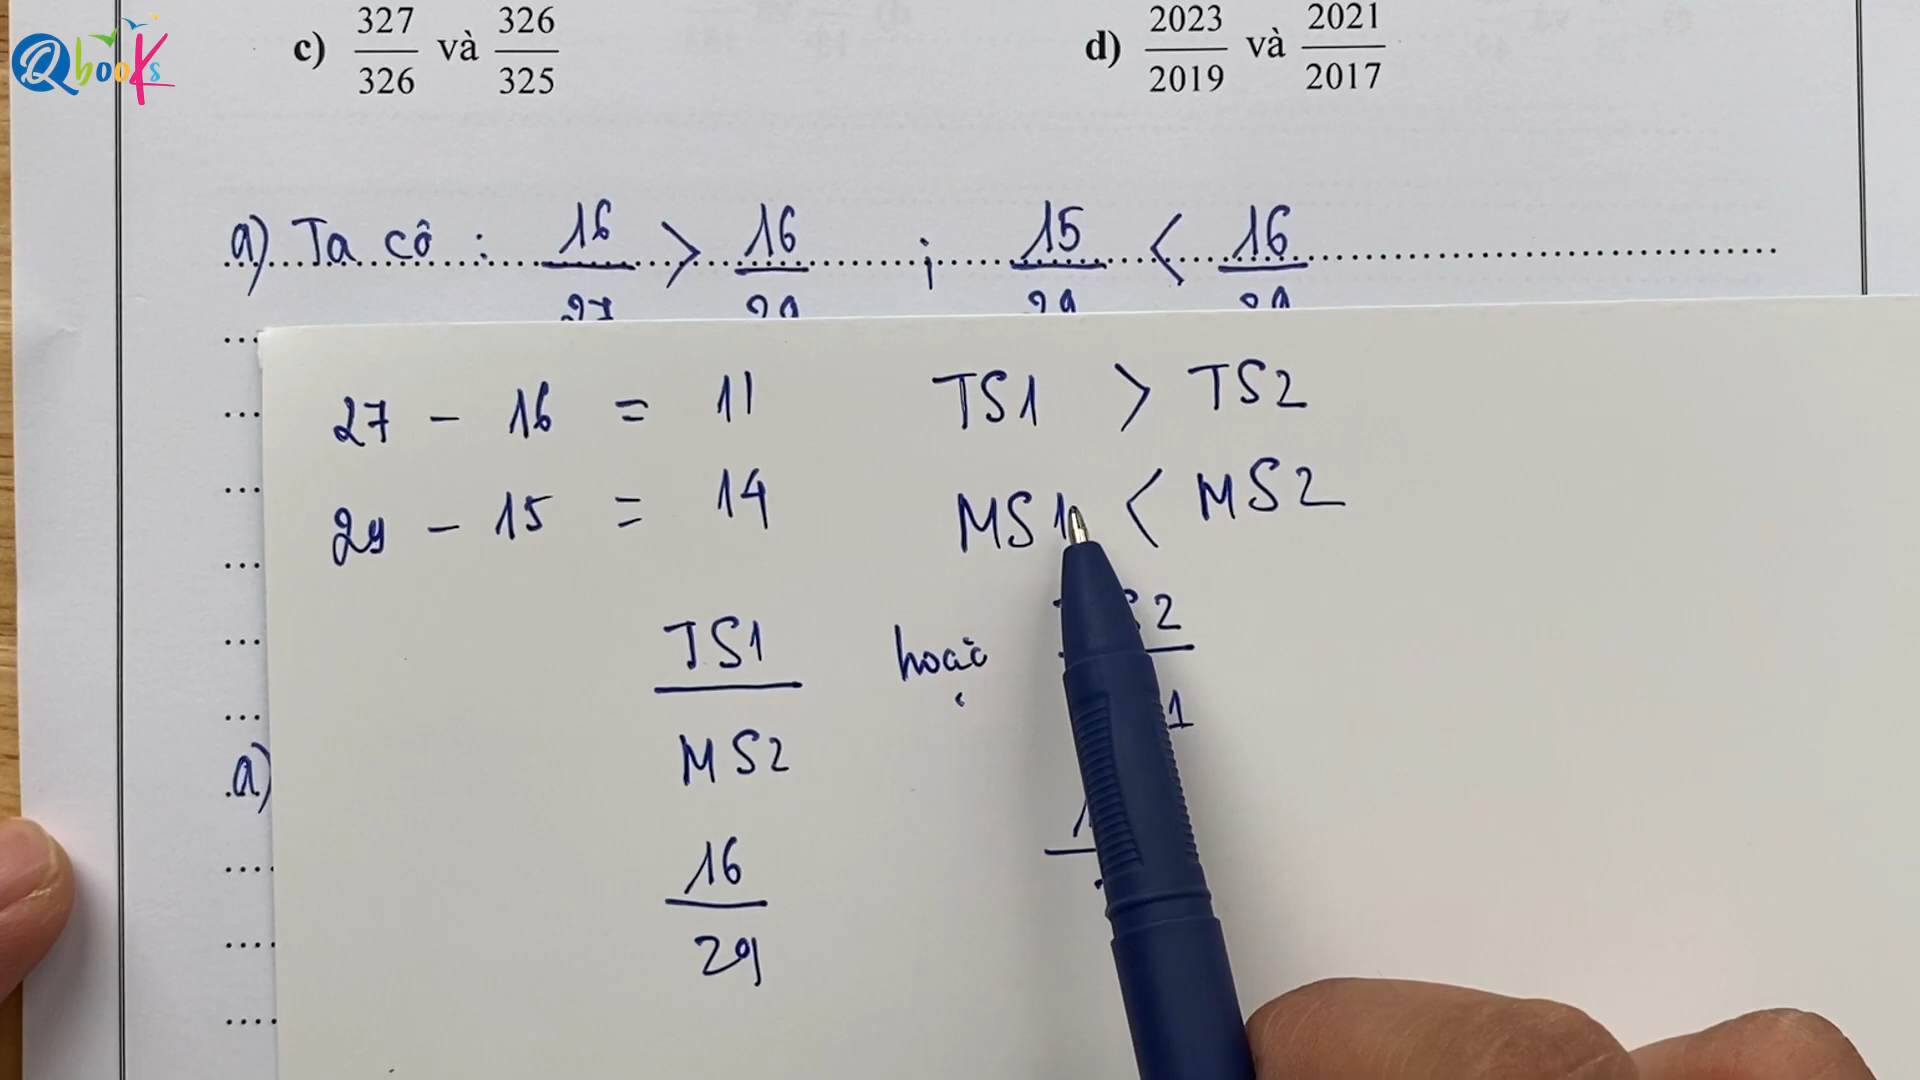 Qbooks
c) 327/326 và 326/325
d) 2023/2019 và 2021/2017
a) Ta có : 16/27 > 16/29 ; 15/29 < 16/29
27 - 16 = 11
TS1 > TS2
29 - 15 = 14
MS1 < MS2
TS1/MS2 hoặc
a)
16/29